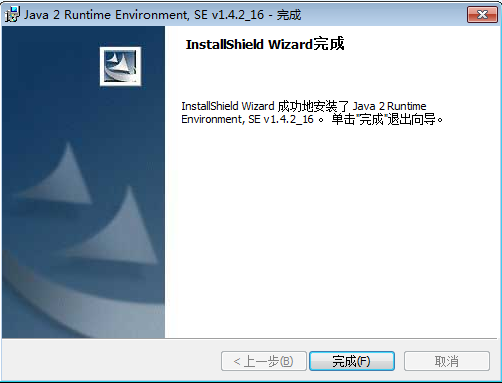 Java 2 Runtime Environment, SE v1.4.2_16 - 完成
InstallShield Wizard完成
InstallShield Wizard 成功地安装了 Java 2 Runtime
Environment, SE v1.4.2_16 。 单击"完成"退出向导。
< 上一步(B)
完成(F)
取消